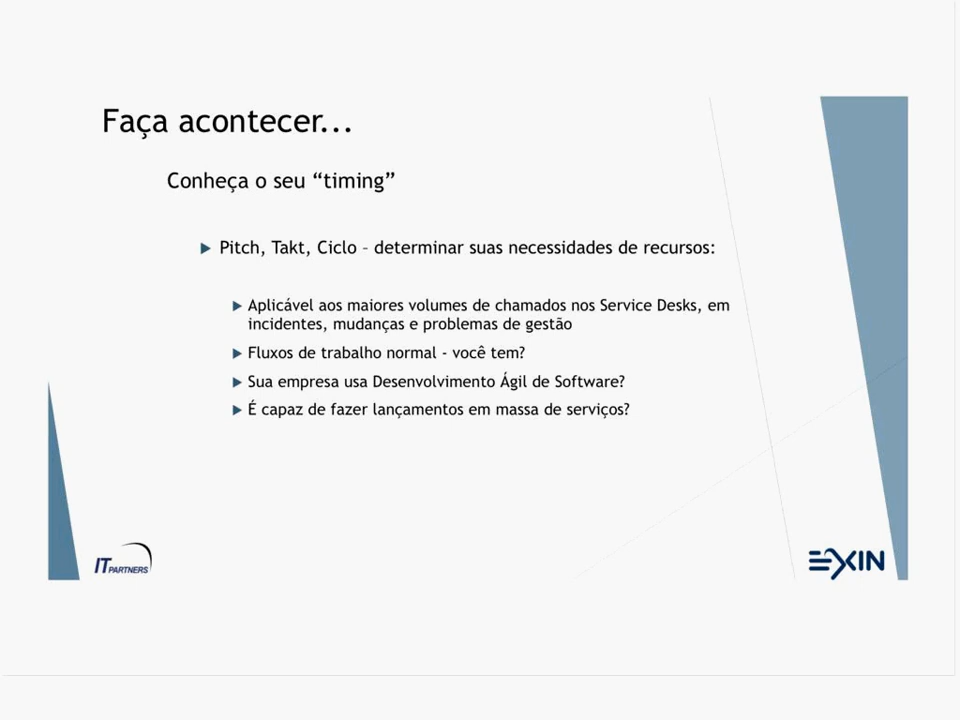 Faça acontecer...
Conheça o seu “timing”
Pitch, Takt, Ciclo – determinar suas necessidades de recursos:
Aplicável aos maiores volumes de chamados nos Service Desks, em
incidentes, mudanças e problemas de gestão
Fluxos de trabalho normal - você tem?
Sua empresa usa Desenvolvimento Ágil de Software?
É capaz de fazer lançamentos em massa de serviços?
IT PARTNERS
EXIN